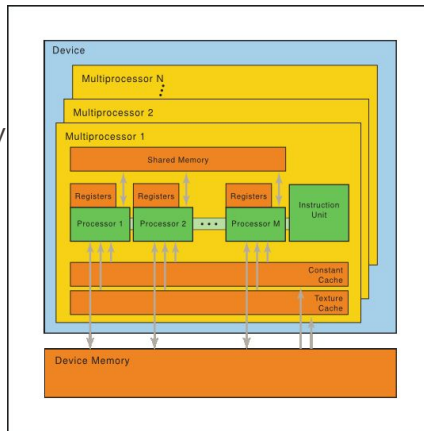 Device
Multiprocessor N
Multiprocessor 2
y
Multiprocessor 1
Shared Memory
Registers Registers Registers
Instruction
Unit
Processor 1 Processor 2 Processor M
Constant
Cache
Texture
Cache
Device Memory